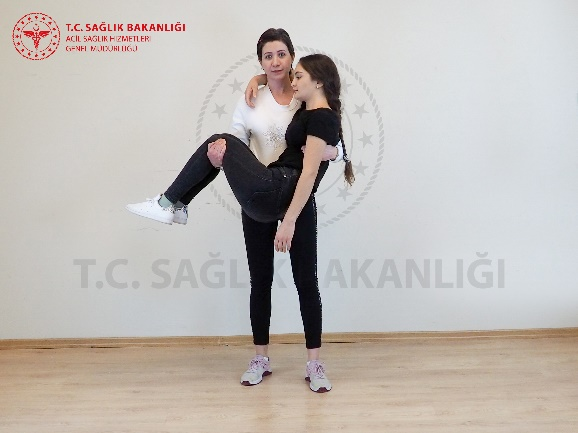 T.C. SAĞLIK BAKANLIĞI
ACİL SAĞLIK HİZMETLERİ
GENEL MÜDÜRLÜĞÜ
T.C. SAĞLIK BAKANLIĞI